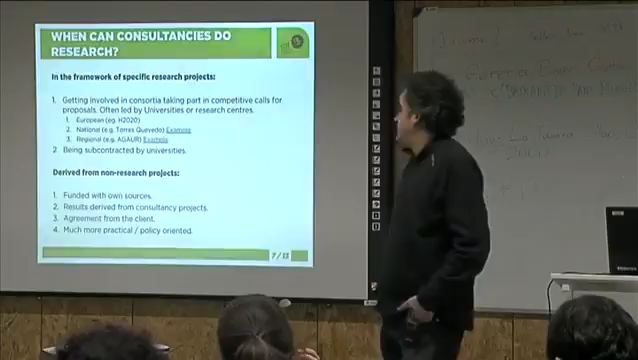 WHEN CAN CONSULTANCIES DO
RESEARCH?
In the framework of specific research projects:
1. Getting involved in consortia taking part in competitive calls for
proposals. Often led by Universities or research centres.
1. European (eg. H2020)
2. National (e.g. Torres Quevedo) Example
3. Regional (e.g. AGAUR) Example
2 Being subcontracted by universities.
Derived from non-research projects:
1. Funded with own sources.
2. Results derived from consultancy projects.
3. Agreement from the client.
4. Much more practical / policy oriented.
7 / 13
TOSHIBA